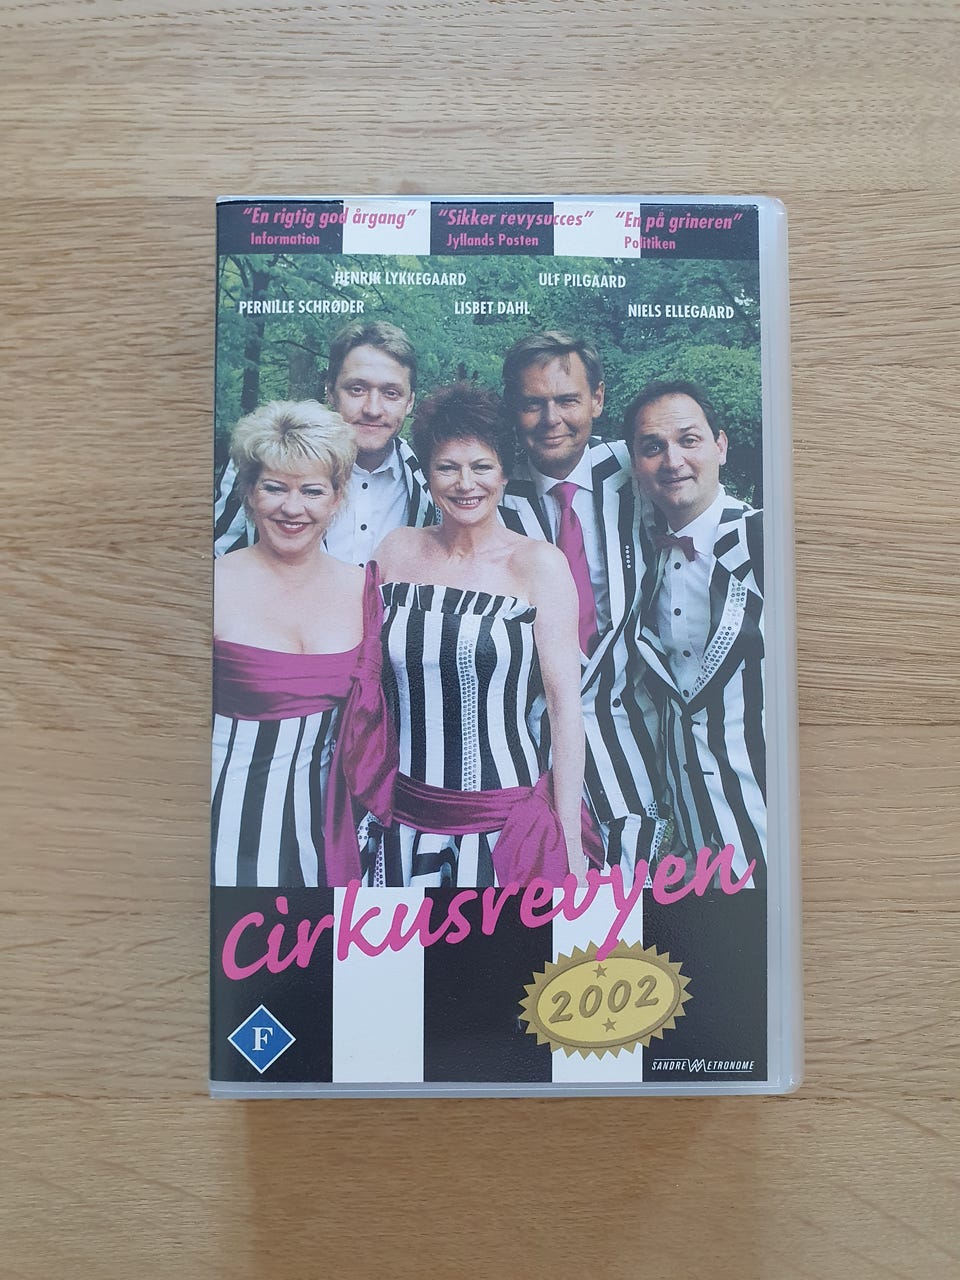 "En rigtig god årgang"
Information
"Sikker revysucces"
Jyllands Posten
"En på grineren"
Politiken
HENRIK LYKKEGAARD
ULF PILGAARD
PERNILLE SCHRØDER
LISBET DAHL
NIELS ELLEGAARD
cirkusrevyen
2002
F
SANDREW METRONOME